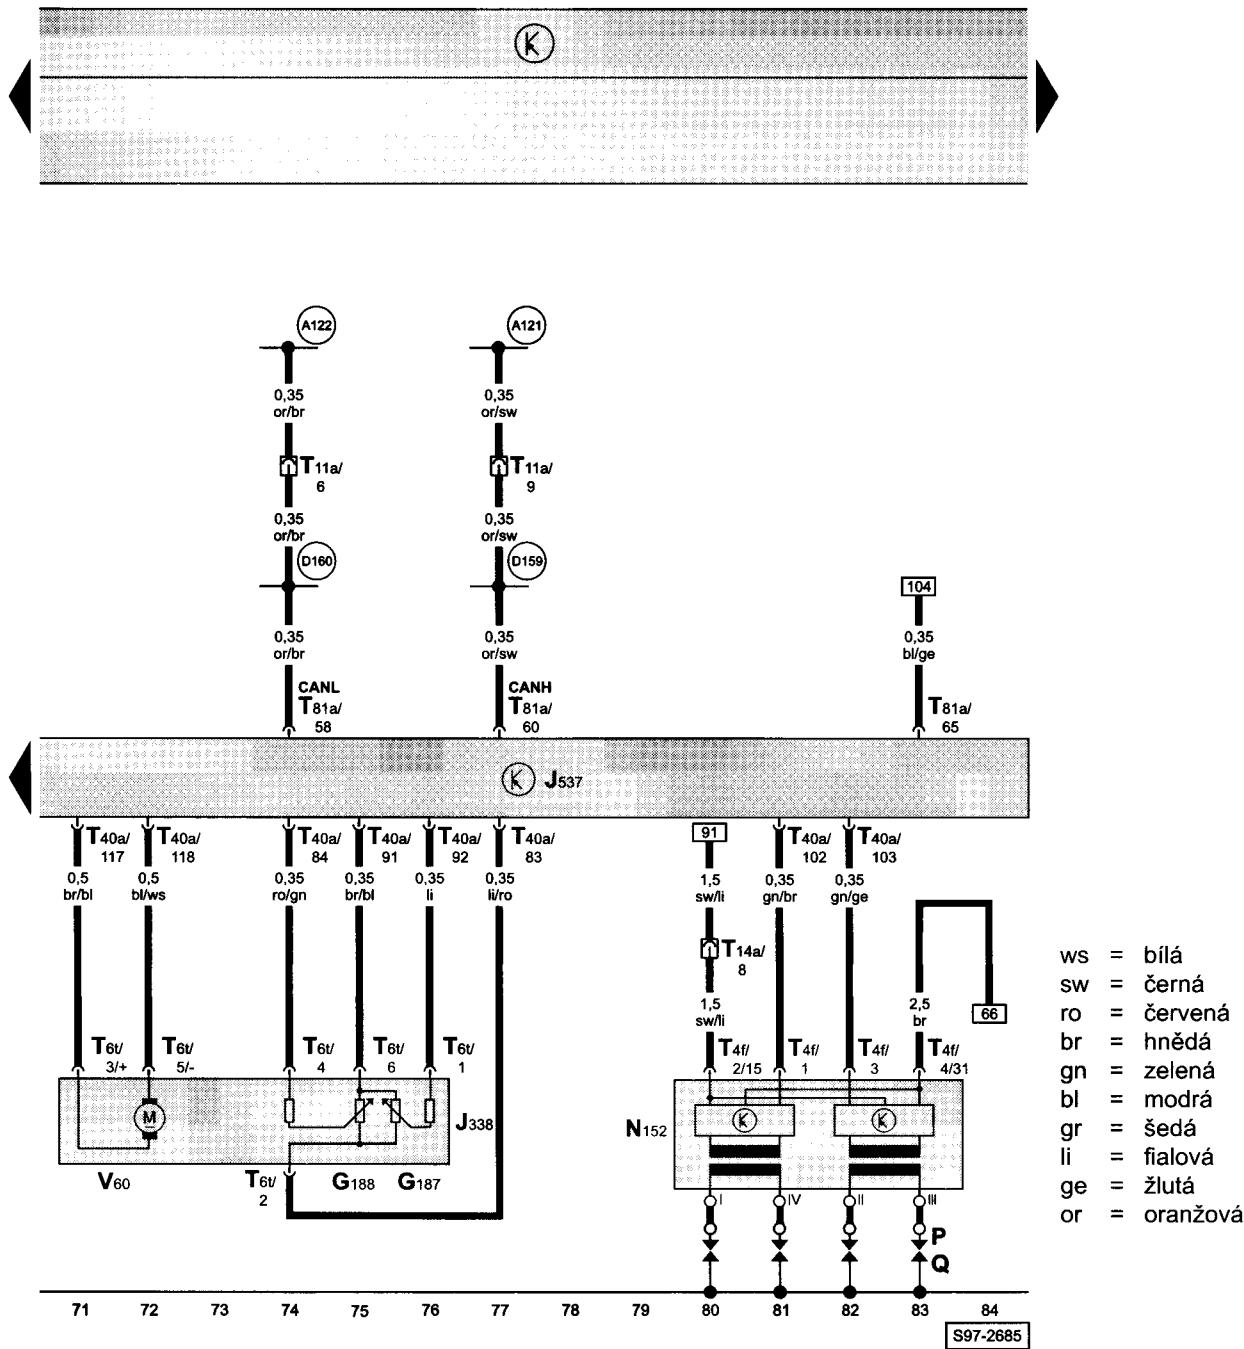 A122
A121
0,35
or/br
0,35
or/sw
T11a/
6
T11a/
9
0,35
or/br
0,35
or/sw
D160
D159
104
0,35
or/br
0,35
or/sw
0,35
bl/ge
CANL
T81a/
58
CANH
T81a/
60
T81a/
65
J537
T40a/
117
T40a/
118
T40a/
84
T40a/
91
T40a/
92
T40a/
83
91
T40a/
102
T40a/
103
0,5
br/bl
0,5
bl/ws
0,35
ro/gn
0,35
br/bl
0,35
li
0,35
li/ro
1,5
sw/li
0,35
gn/br
0,35
gn/ge
T14a/
8
1,5
sw/li
2,5
br
66
T6t/
3/+
T6t/
5/-
T6t/
4
T6t/
6
T6t/
1
T4f/
2/15
T4f/
1
T4f/
3
T4f/
4/31
M
J338
N152
V60
T6t/
2
G188
G187
I
IV
II
III
P
Q
71 72 73 74 75 76 77 78 79 80 81 82 83 84
S97-2685
ws = bílá
sw = černá
ro = červená
br = hnědá
gn = zelená
bl = modrá
gr = šedá
li = fialová
ge = žlutá
or = oranžová